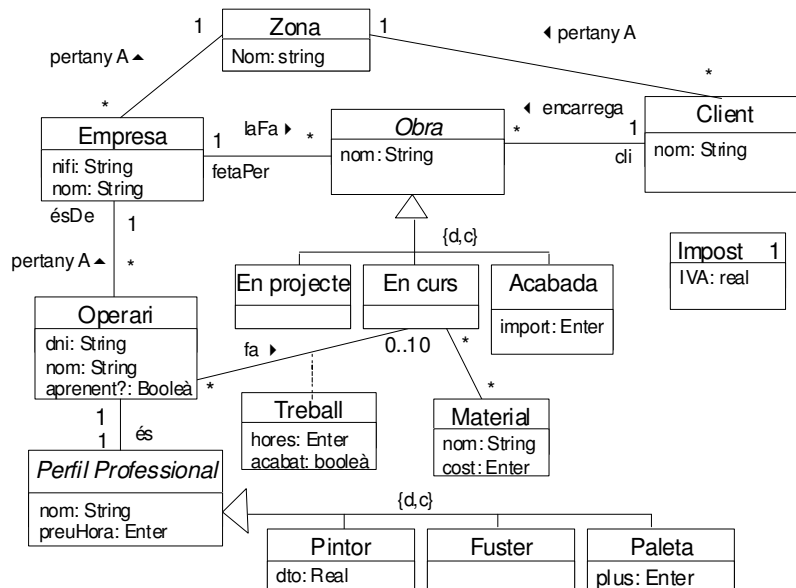 1 Zona 1
Nom: string
pertany A
pertany A
*
*
Empresa
nifi: String
nom: String
1 laFa *
fetaPer
Obra
nom: String
encarrega
* 1
cli
Client
nom: String
ésDe
1
pertany A
*
{d,c}
En projecte
En curs
Acabada
import: Enter
Impost 1
IVA: real
Operari
dni: String
nom: String
aprenent?: Booleà
fa
*
0..10
*
*
Treball
hores: Enter
acabat: booleà
Material
nom: String
cost: Enter
1
1
és
Perfil Professional
nom: String
preuHora: Enter
{d,c}
Pintor
dto: Real
Fuster
Paleta
plus: Enter